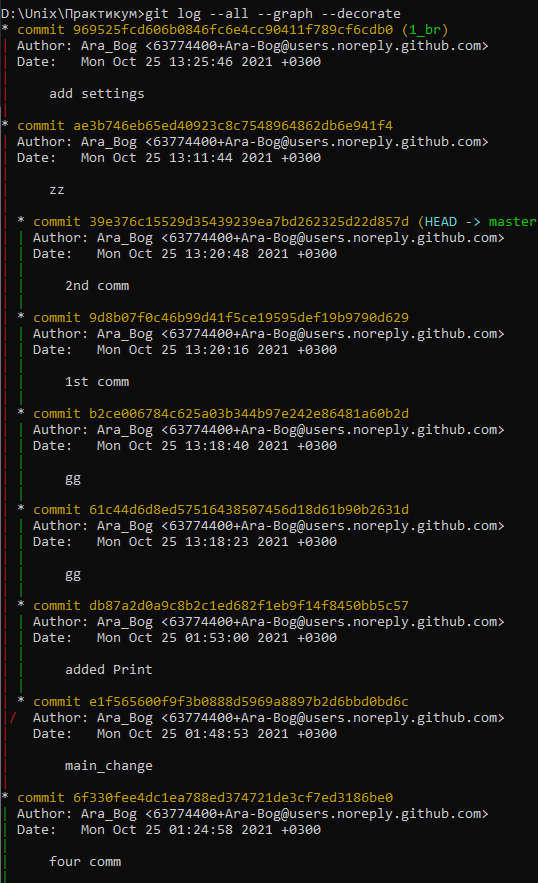 D:\Unix\Практикум>git log --all --graph --decorate
* commit 969525fcd606b0846fc6e4cc90411f789cf6cdb0 (1_br)
| Author: Ara_Bog <63774400+Ara-Bog@users.noreply.github.com>
| Date:   Mon Oct 25 13:25:46 2021 +0300
|
|     add settings
|
* commit ae3b746eb65ed40923c8c7548964862db6e941f4
| Author: Ara_Bog <63774400+Ara-Bog@users.noreply.github.com>
| Date:   Mon Oct 25 13:11:44 2021 +0300
|
|     zz
|
| * commit 39e376c15529d35439239ea7bd262325d22d857d (HEAD -> master
| | Author: Ara_Bog <63774400+Ara-Bog@users.noreply.github.com>
| | Date:   Mon Oct 25 13:20:48 2021 +0300
| |
| |     2nd comm
| |
| * commit 9d8b07f0c46b99d41f5ce19595def19b9790d629
| | Author: Ara_Bog <63774400+Ara-Bog@users.noreply.github.com>
| | Date:   Mon Oct 25 13:20:16 2021 +0300
| |
| |     1st comm
| |
| * commit b2ce006784c625a03b344b97e242e86481a60b2d
| | Author: Ara_Bog <63774400+Ara-Bog@users.noreply.github.com>
| | Date:   Mon Oct 25 13:18:40 2021 +0300
| |
| |     gg
| |
| * commit 61c44d6d8ed57516438507456d18d61b90b2631d
| | Author: Ara_Bog <63774400+Ara-Bog@users.noreply.github.com>
| | Date:   Mon Oct 25 13:18:23 2021 +0300
| |
| |     gg
| |
| * commit db87a2d0a9c8b2c1ed682f1eb9f14f8450bb5c57
| | Author: Ara_Bog <63774400+Ara-Bog@users.noreply.github.com>
| | Date:   Mon Oct 25 01:53:00 2021 +0300
| |
| |     added Print
| |
| * commit e1f565600f9f3b0888d5969a8897b2d6bbd0bd6c
|/  Author: Ara_Bog <63774400+Ara-Bog@users.noreply.github.com>
|   Date:   Mon Oct 25 01:48:53 2021 +0300
|
|       main_change
|
* commit 6f330fee4dc1ea788ed374721de3cf7ed3186be0
| Author: Ara_Bog <63774400+Ara-Bog@users.noreply.github.com>
| Date:   Mon Oct 25 01:24:58 2021 +0300
|
|     four comm
|